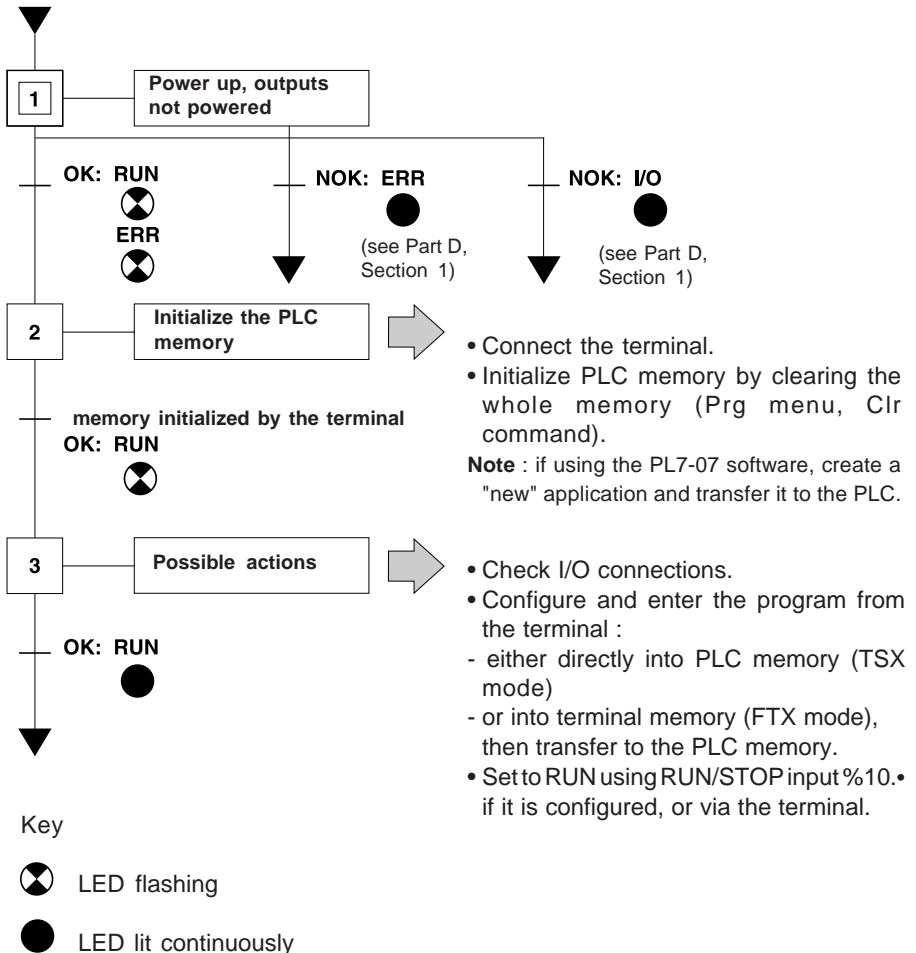 1
Power up, outputs
not powered
OK: RUN
ERR
NOK: ERR
(see Part D,
Section 1)
NOK: I/O
(see Part D,
Section 1)
2
Initialize the PLC
memory
• Connect the terminal.
• Initialize PLC memory by clearing the
whole memory (Prg menu, Clr
command).
Note : if using the PL7-07 software, create a
"new" application and transfer it to the PLC.
memory initialized by the terminal
OK: RUN
3
Possible actions
• Check I/O connections.
• Configure and enter the program from
the terminal :
- either directly into PLC memory (TSX
mode)
- or into terminal memory (FTX mode),
then transfer to the PLC memory.
• Set to RUN using RUN/STOP input %10.•
if it is configured, or via the terminal.
OK: RUN
Key
LED flashing
LED lit continuously